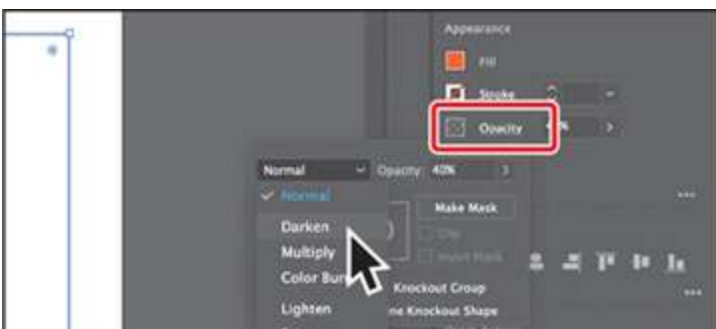 Appearance
Fill
Stroke
Opacity
Normal
Opacity: 40%
Normal
Make Mask
Darken
Clip
Multiply
Invert Mask
Color Bur
Knockout Group
Lighten
ne Knockout Shape